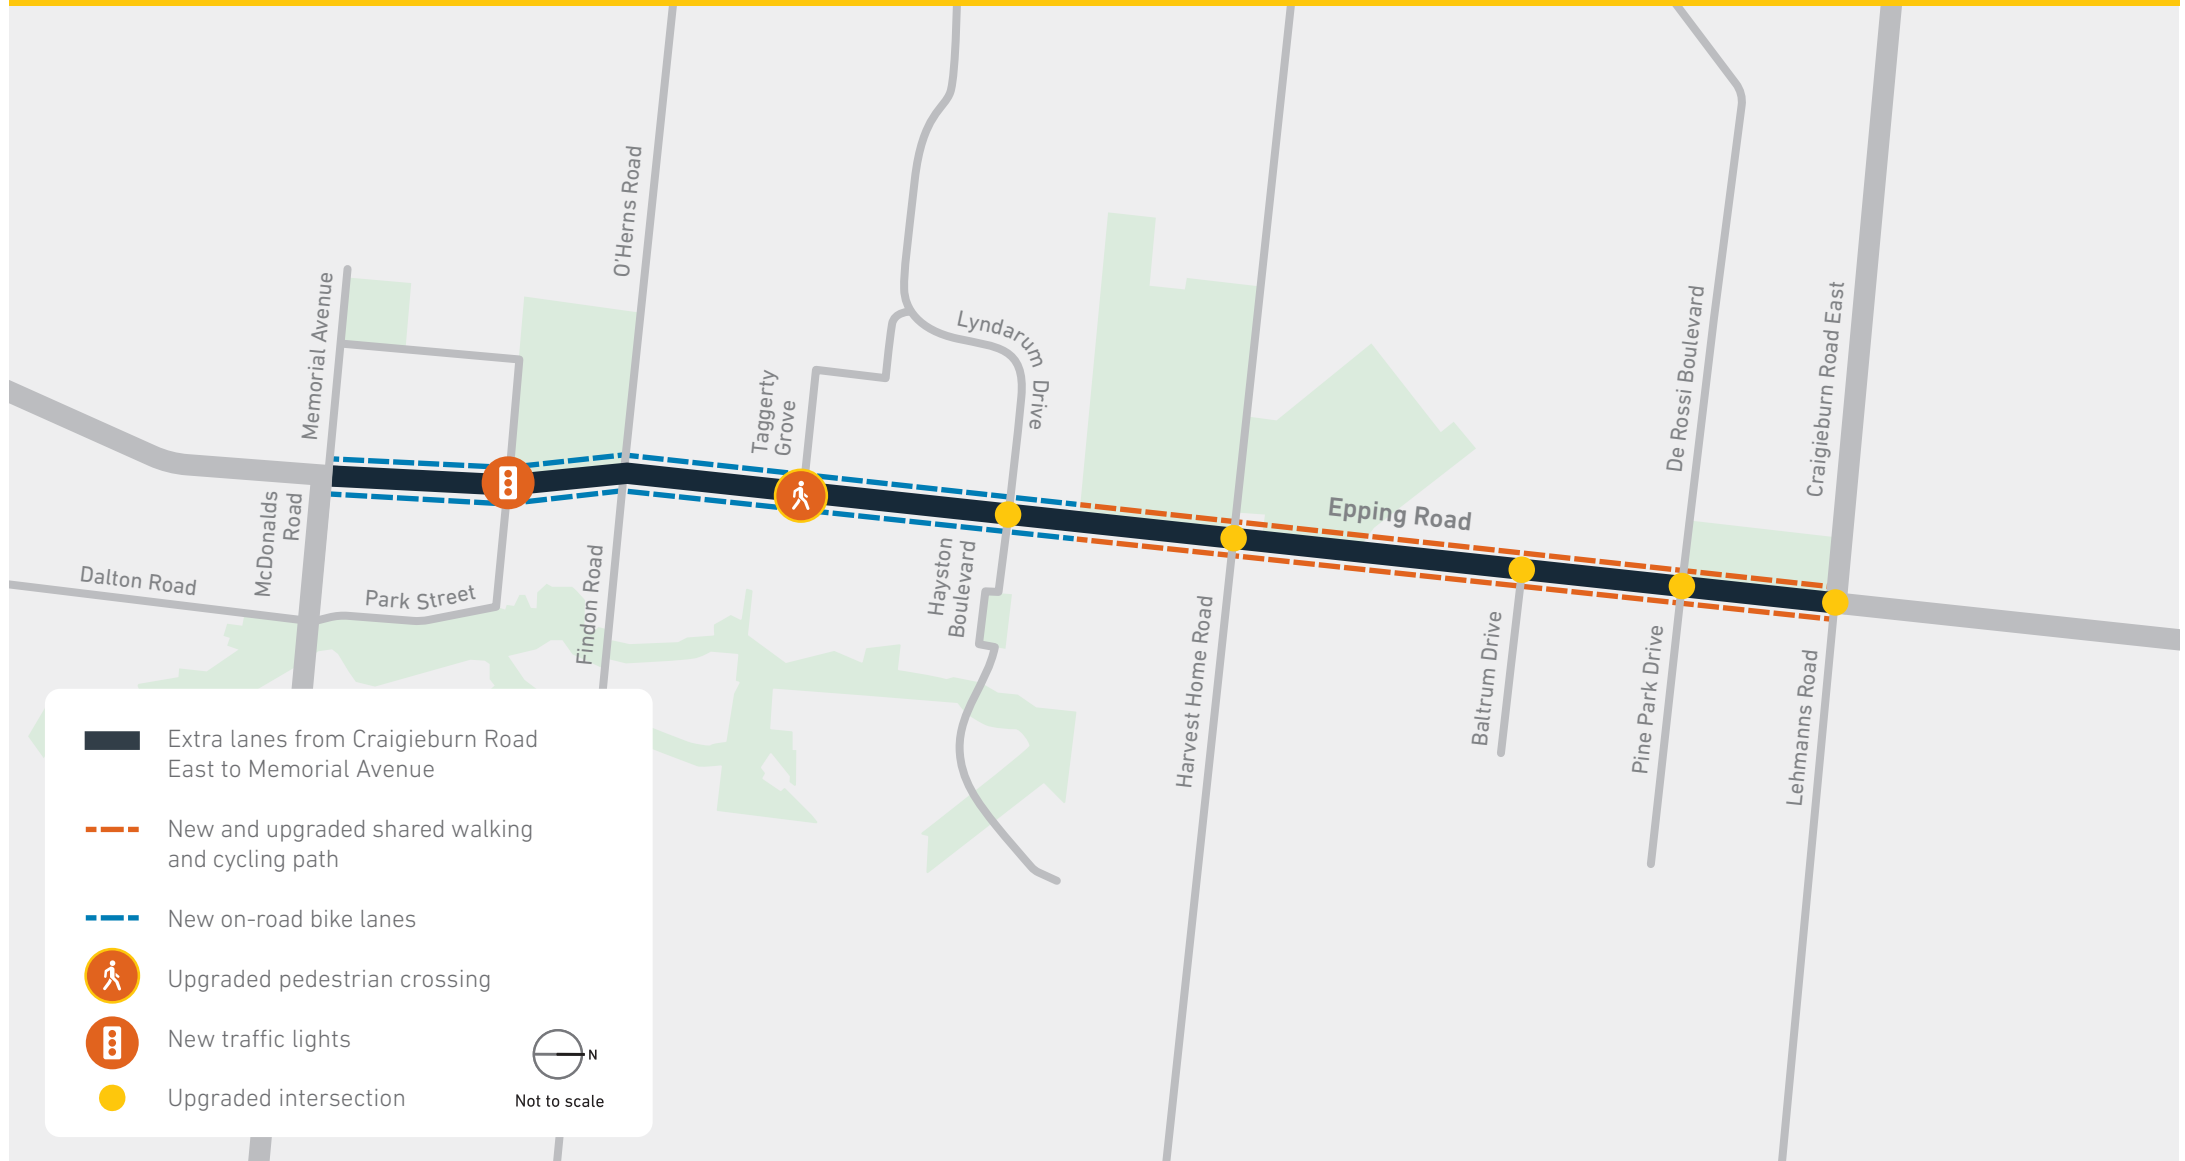 O'Herns Road
Memorial Avenue
McDonalds
Road
Dalton Road
Park Street
Findon Road
Taggerty
Grove
Lyndarum Drive
Hayston
Boulevard
Harvest Home Road
Epping Road
Baltrum Drive
De Rossi Boulevard
Pine Park Drive
Craigieburn Road East
Lehmanns Road
Extra lanes from Craigieburn Road
East to Memorial Avenue
New and upgraded shared walking
and cycling path
New on-road bike lanes
Upgraded pedestrian crossing
New traffic lights
Upgraded intersection
N
Not to scale